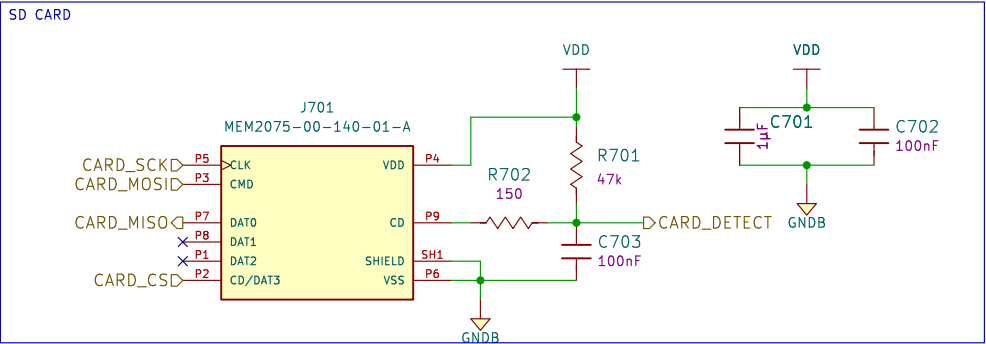 SD CARD
VDD
VDD
J701
MEM2075-00-140-01-A
C701
1µF
C702
100nF
CARD_SCK P5 CLK VDD P4
R701
47k
CARD_MOSI P3 CMD
R702
150
CARD_MISO P7 DAT0 CD P9
CARD_DETECT
GNDB
P8 DAT1
C703
100nF
P1 DAT2 SHIELD SH1
CARD_CS P2 CD/DAT3 VSS P6
GNDB